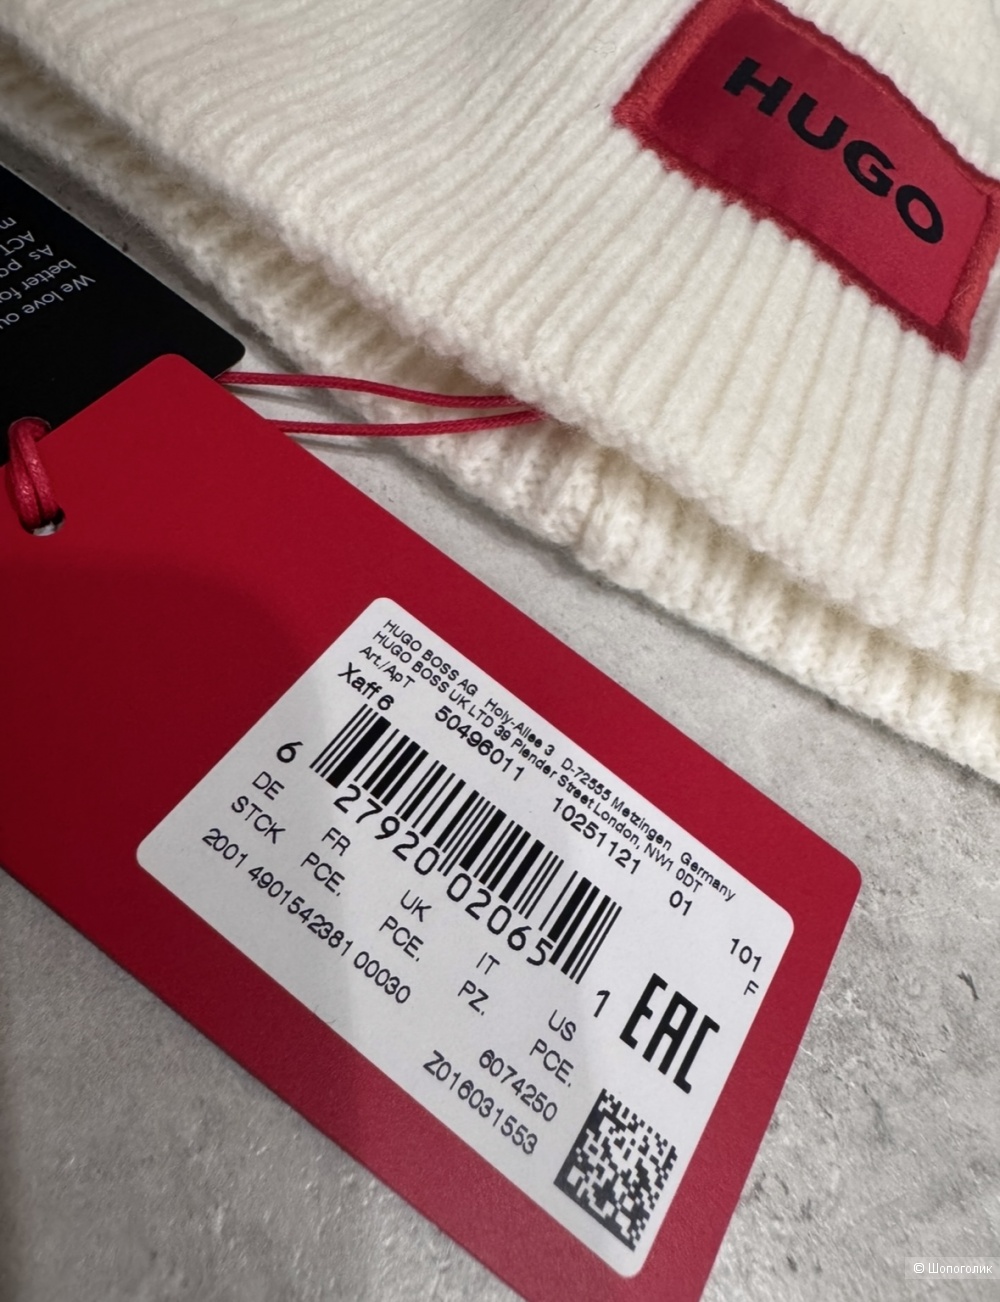 HUGO
We love ou
better fo
As po
ACT
HUGO BOSS AG Holy-Allee 3 D-72555 Metzingen Germany
HUGO BOSS UK LTD 39 Plender Street London, NW1 0DT
Art./Арт
Xaff 6 50496011 10251121 01 101
F
6 27920 02065 1
DE FR UK IT US
STCK PCE. PCE. PZ. PCE.
EAC
2001 4901542381 00030 6074250
Z016031553
© Шопоголик